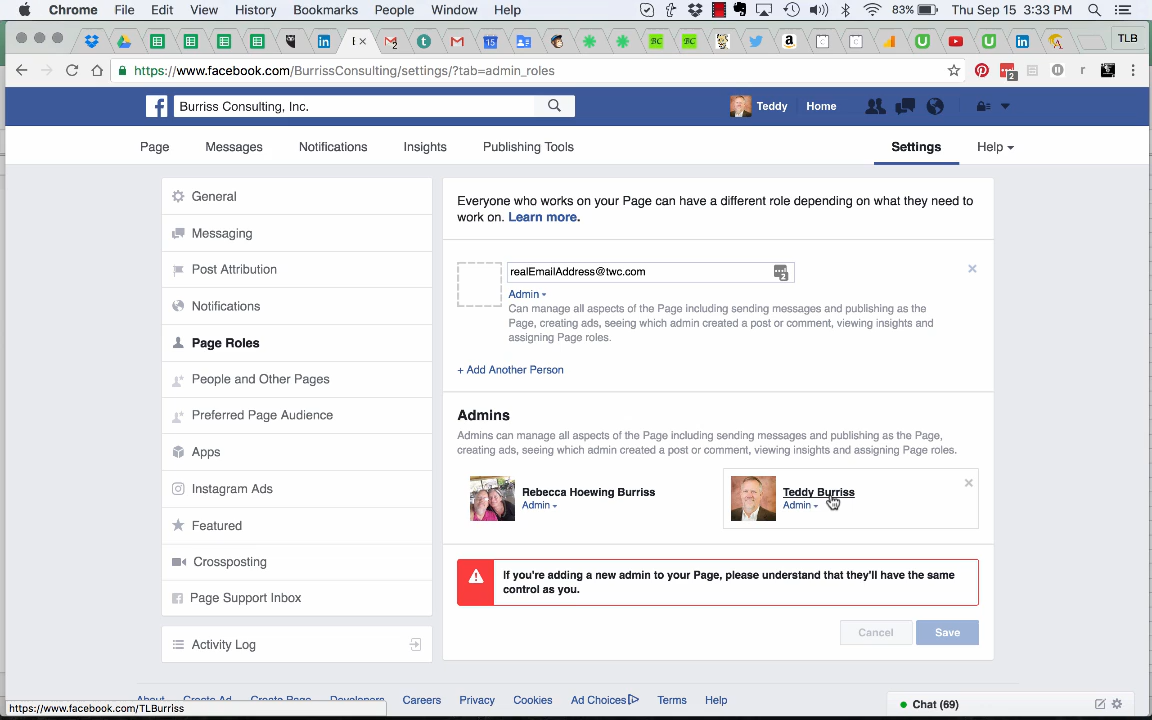 Chrome File Edit View History Bookmarks People Window Help 83% Thu Sep 15 3:33 PM
TLB
https://www.facebook.com/BurrissConsulting/settings/?tab=admin_roles
Burriss Consulting, Inc. Teddy Home
Page Messages Notifications Insights Publishing Tools Settings Help
General
Messaging
Post Attribution
Notifications
Page Roles
People and Other Pages
Preferred Page Audience
Apps
Instagram Ads
Featured
Crossposting
Page Support Inbox
Activity Log
Everyone who works on your Page can have a different role depending on what they need to
work on. Learn more.
realEmailAddress@twc.com
Admin
Can manage all aspects of the Page including sending messages and publishing as the
Page, creating ads, seeing which admin created a post or comment, viewing insights and
assigning Page roles.
+ Add Another Person
Admins
Admins can manage all aspects of the Page including sending messages and publishing as the Page,
creating ads, seeing which admin created a post or comment, viewing insights and assigning Page roles.
Rebecca Hoewing Burriss
Admin
Teddy Burriss
Admin
If you're adding a new admin to your Page, please understand that they'll have the same
control as you.
Cancel Save
About Create Ad Create Page Developers Careers Privacy Cookies Ad Choices Terms Help
Chat (69)
https://www.facebook.com/TLBurriss